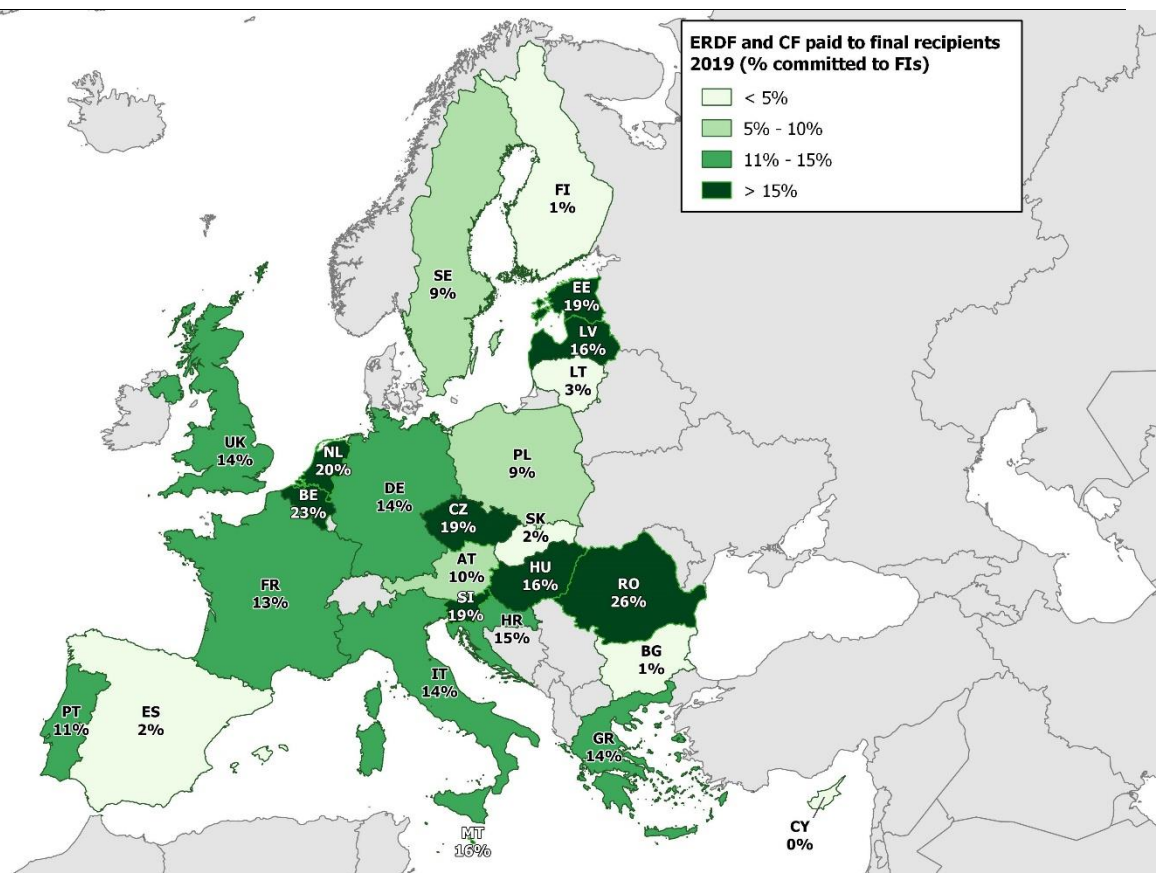 ERDF and CF paid to final recipients
2019 (% committed to FIs)
< 5%
5% - 10%
11% - 15%
> 15%
FI
1%
SE
9%
EE
19%
LV
16%
LT
3%
UK
14%
NL
20%
BE
23%
DE
14%
PL
9%
CZ
19%
SK
2%
AT
10%
HU
16%
SI
19%
HR
15%
RO
26%
BG
1%
FR
13%
IT
14%
PT
11%
ES
2%
GR
14%
MT
16%
CY
0%